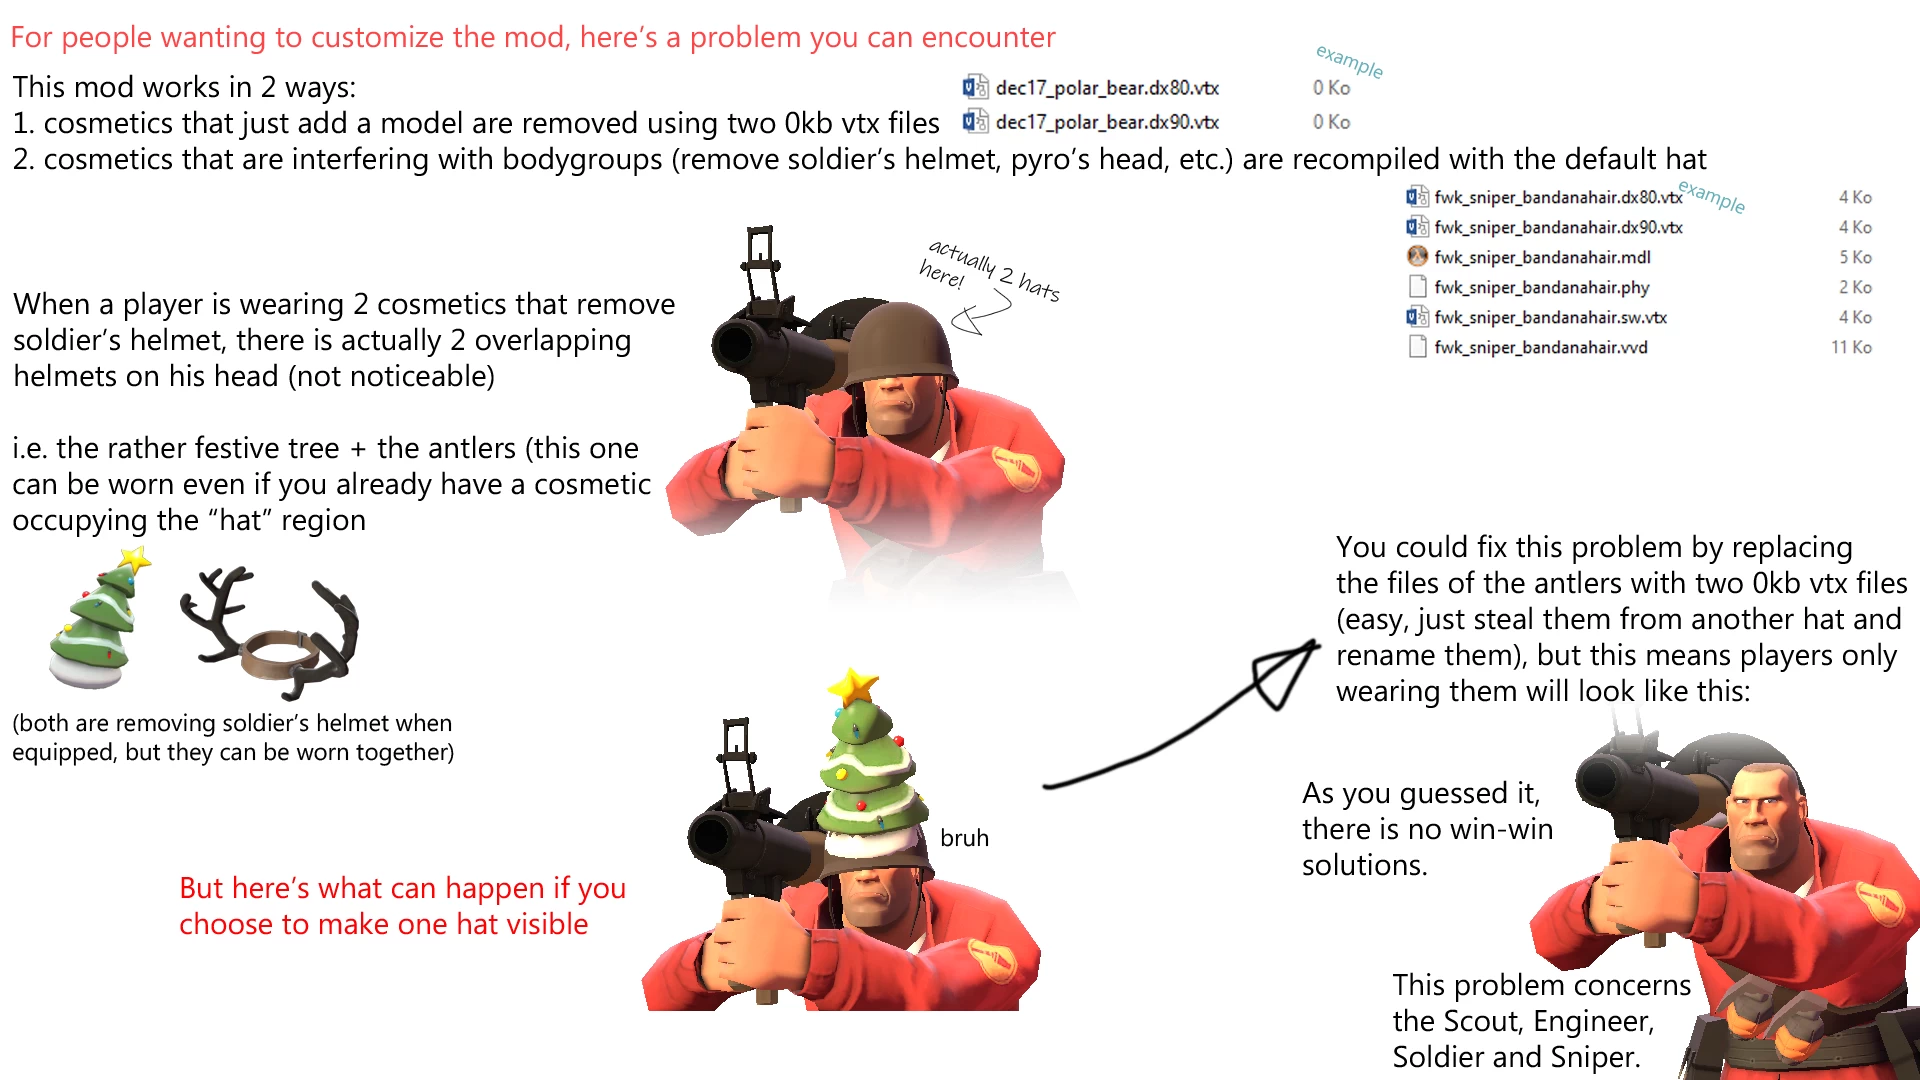 For people wanting to customize the mod, here’s a problem you can encounter
This mod works in 2 ways:
1. cosmetics that just add a model are removed using two 0kb vtx files
example
dec17_polar_bear.dx80.vtx 0 Ko
dec17_polar_bear.dx90.vtx 0 Ko
2. cosmetics that are interfering with bodygroups (remove soldier’s helmet, pyro’s head, etc.) are recompiled with the default hat
example
fwk_sniper_bandanahair.dx80.vtx 4 Ko
fwk_sniper_bandanahair.dx90.vtx 4 Ko
fwk_sniper_bandanahair.mdl 5 Ko
fwk_sniper_bandanahair.phy 2 Ko
fwk_sniper_bandanahair.sw.vtx 4 Ko
fwk_sniper_bandanahair.vvd 11 Ko
When a player is wearing 2 cosmetics that remove
soldier’s helmet, there is actually 2 overlapping
helmets on his head (not noticeable)
actually 2 hats
here!
i.e. the rather festive tree + the antlers (this one
can be worn even if you already have a cosmetic
occupying the “hat” region
(both are removing soldier’s helmet when
equipped, but they can be worn together)
But here’s what can happen if you
choose to make one hat visible
bruh
You could fix this problem by replacing
the files of the antlers with two 0kb vtx files
(easy, just steal them from another hat and
rename them), but this means players only
wearing them will look like this:
As you guessed it,
there is no win-win
solutions.
This problem concerns
the Scout, Engineer,
Soldier and Sniper.